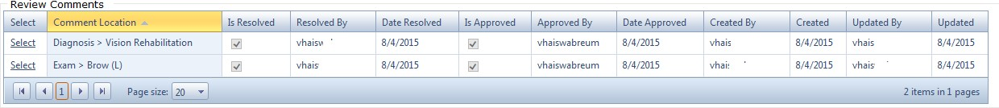 Review Comments
Select Comment Location Is Resolved Resolved By Date Resolved Is Approved Approved By Date Approved Created By Created Updated By Updated
Select Diagnosis > Vision Rehabilitation vhaisw 8/4/2015 vhaiswabreum 8/4/2015 vhais 8/4/2015 vhais 8/4/2015
Select Exam > Brow (L) vhais 8/4/2015 vhaiswabreum 8/4/2015 vhais 8/4/2015 vhais 8/4/2015
1 Page size: 20 2 items in 1 pages